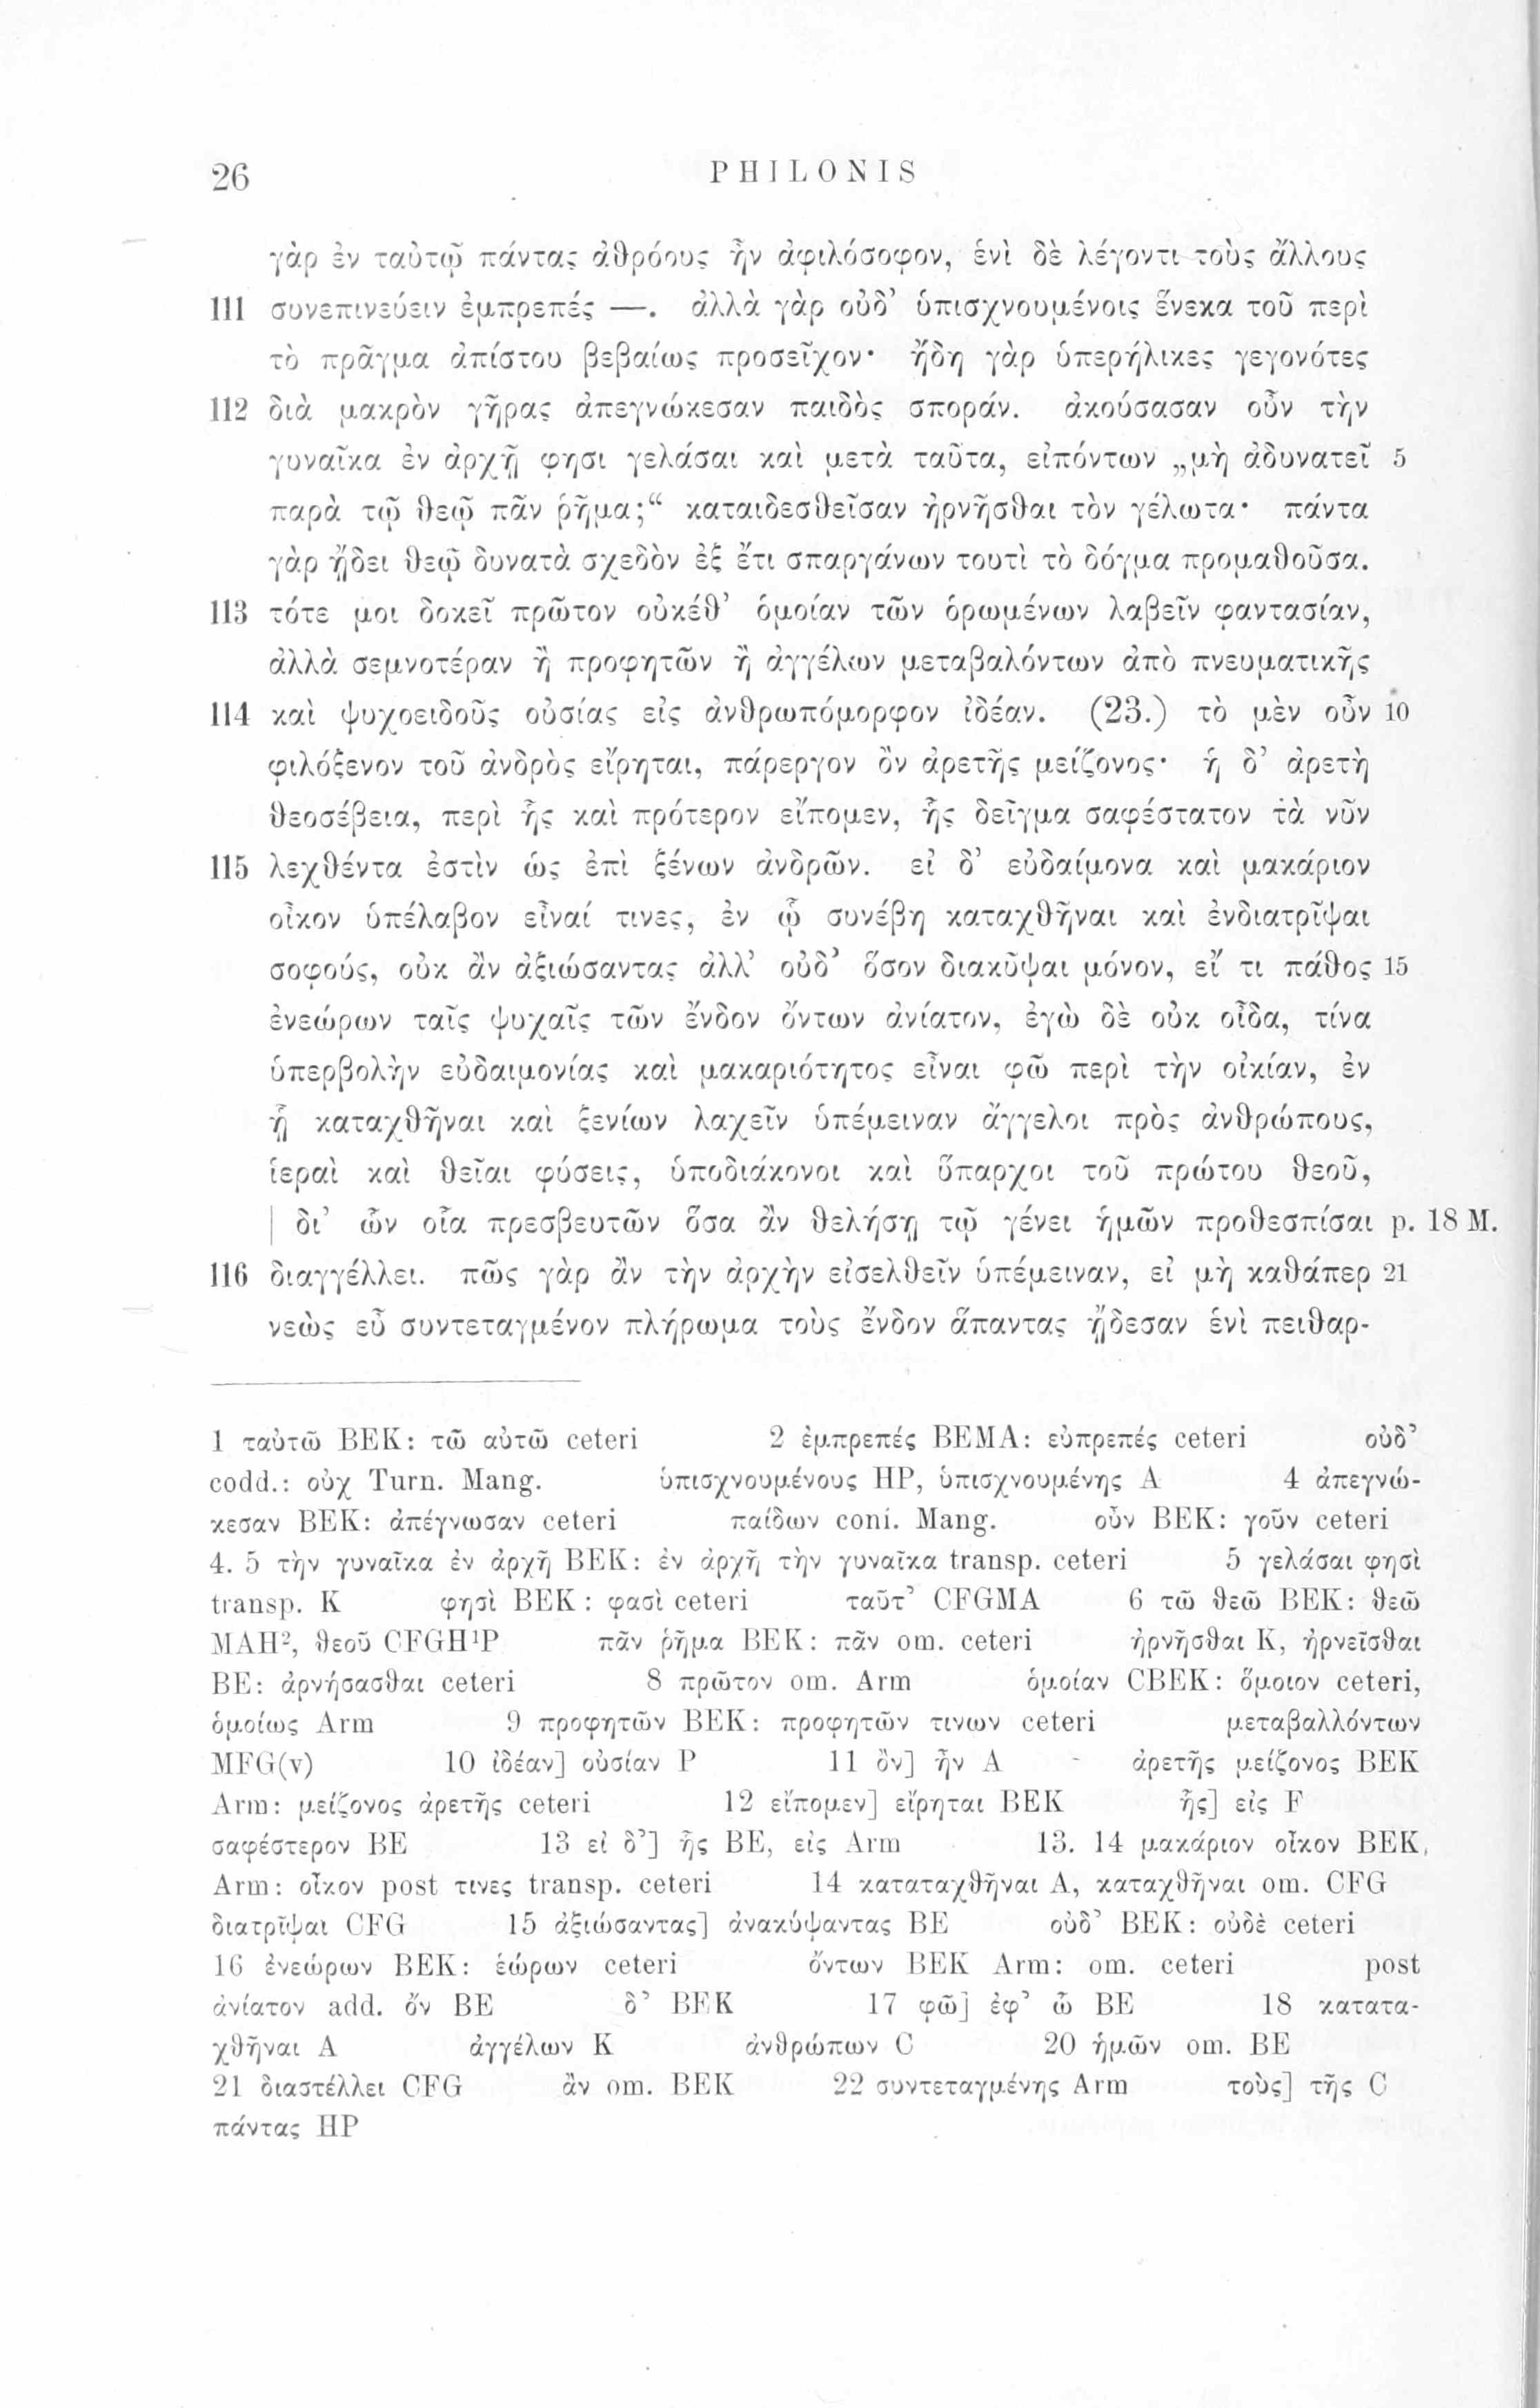 26
PHILONIS
γὰρ ἐν ταὐτῷ πάντας ἀθρόους ἦν ἀφιλόσοφον, ἑνὶ δὲ λέγοντι τοὺς ἄλλους
111 συνεπινεύειν ἐμπρεπές —. ἀλλὰ γὰρ οὐδ’ ὑπισχνουμένοις ἕνεκα τοῦ περὶ
τὸ πρᾶγμα ἀπίστου βεβαίως προσεῖχον· ἤδη γὰρ ὑπερήλικες γεγονότες
112 διὰ μακρὸν γῆρας ἀπεγνώκεσαν παιδὸς σποράν. ἀκούσασαν οὖν τὴν
γυναῖκα ἐν ἀρχῇ φησι γελάσαι καὶ μετὰ ταῦτα, εἰπόντων „μὴ ἀδυνατεῖ 5
παρὰ τῷ θεῷ πᾶν ῥῆμα;“ καταιδεσθεῖσαν ἠρνῆσθαι τὸν γέλωτα· πάντα
γὰρ ᾔδει θεῷ δυνατὰ σχεδὸν ἐξ ἔτι σπαργάνων τουτὶ τὸ δόγμα προμαθοῦσα.
113 τότε μοι δοκεῖ πρῶτον οὐκέθ’ ὁμοίαν τῶν ὁρωμένων λαβεῖν φαντασίαν,
ἀλλὰ σεμνοτέραν ἢ προφητῶν ἢ ἀγγέλων μεταβαλόντων ἀπὸ πνευματικῆς
114 καὶ ψυχοειδοῦς οὐσίας εἰς ἀνθρωπόμορφον ἰδέαν. (23.) τὸ μὲν οὖν 10
φιλόξενον τοῦ ἀνδρὸς εἴρηται, πάρεργον ὂν ἀρετῆς μείζονος· ἡ δ’ ἀρετὴ
θεοσέβεια, περὶ ἧς καὶ πρότερον εἴπομεν, ἧς δεῖγμα σαφέστατον τὰ νῦν
115 λεχθέντα ἐστὶν ὡς ἐπὶ ξένων ἀνδρῶν. εἰ δ’ εὐδαίμονα καὶ μακάριον
οἶκον ὑπέλαβον εἶναί τινες, ἐν ᾧ συνέβη καταχθῆναι καὶ ἐνδιατρῖψαι
σοφούς, οὐκ ἂν ἀξιώσαντας ἀλλ’ οὐδ’ ὅσον διακῦψαι μόνον, εἴ τι πάθος 15
ἐνεώρων ταῖς ψυχαῖς τῶν ἔνδον ὄντων ἀνίατον, ἐγὼ δὲ οὐκ οἶδα, τίνα
ὑπερβολὴν εὐδαιμονίας καὶ μακαριότητος εἶναι φῶ περὶ τὴν οἰκίαν, ἐν
ᾗ καταχθῆναι καὶ ξενίων λαχεῖν ὑπέμειναν ἄγγελοι πρὸς ἀνθρώπους,
ἱεραὶ καὶ θεῖαι φύσεις, ὑποδιάκονοι καὶ ὕπαρχοι τοῦ πρώτου θεοῦ,
| δι’ ὧν οἷα πρεσβευτῶν ὅσα ἂν θελήσῃ τῷ γένει ἡμῶν προθεσπίσαι p. 18 M.
116 διαγγέλλει. πῶς γὰρ ἂν τὴν ἀρχὴν εἰσελθεῖν ὑπέμειναν, εἰ μὴ καθάπερ 21
νεὼς εὖ συντεταγμένον πλήρωμα τοὺς ἔνδον ἅπαντας ᾔδεσαν ἑνὶ πειθαρ-
1 ταὐτῶ BEK: τῶ αὐτῶ ceteri 2 ἐμπρεπές BEMA: εὐπρεπές ceteri οὐδ’
codd.: οὐχ Turn. Mang. ὑπισχνουμένους HP, ὑπισχνουμένης A 4 ἀπεγνώ-
κεσαν BEK: ἀπέγνωσαν ceteri παίδων coni. Mang. οὖν BEK: γοῦν ceteri
4. 5 τὴν γυναῖκα ἐν ἀρχῇ BEK: ἐν ἀρχῇ τὴν γυναῖκα transp. ceteri 5 γελάσαι φησὶ
transp. K φησὶ BEK: φασὶ ceteri ταῦτ’ CFGMA 6 τῶ θεῶ BEK: θεῶ
MAH², θεοῦ CFGH¹P πᾶν ῥῆμα BEK: πᾶν om. ceteri ἠρνῆσθαι K, ἠρνεῖσθαι
BE: ἀρνήσασθαι ceteri 8 πρῶτον om. Arm ὁμοίαν CBEK: ὅμοιον ceteri,
ὁμοίως Arm 9 προφητῶν BEK: προφητῶν τινων ceteri μεταβαλλόντων
MFG(v) 10 ἰδέαν] οὐσίαν P 11 ὂν] ἦν A ἀρετῆς μείζονος BEK
Arm: μείζονος ἀρετῆς ceteri 12 εἴπομεν] εἴρηται BEK ἧς] εἰς F
σαφέστερον BE 13 εἰ δ’] ἧς BE, εἰς Arm 13. 14 μακάριον οἶκον BEK,
Arm: οἶκον post τινες transp. ceteri 14 καταταχθῆναι A, καταχθῆναι om. CFG
διατρῖψαι CFG 15 ἀξιώσαντας] ἀνακύψαντας BE οὐδ’ BEK: οὐδὲ ceteri
16 ἐνεώρων BEK: ἑώρων ceteri ὄντων BEK Arm: om. ceteri post
ἀνίατον add. ὄν BE δ’ BEK 17 φῶ] ἐφ’ ὦ BE 18 κατατα-
χθῆναι A ἀγγέλων K ἀνθρώπων C 20 ἡμῶν om. BE
21 διαστέλλει CFG ἂν om. BEK 22 συντεταγμένης Arm τοὺς] τῆς C
πάντας HP